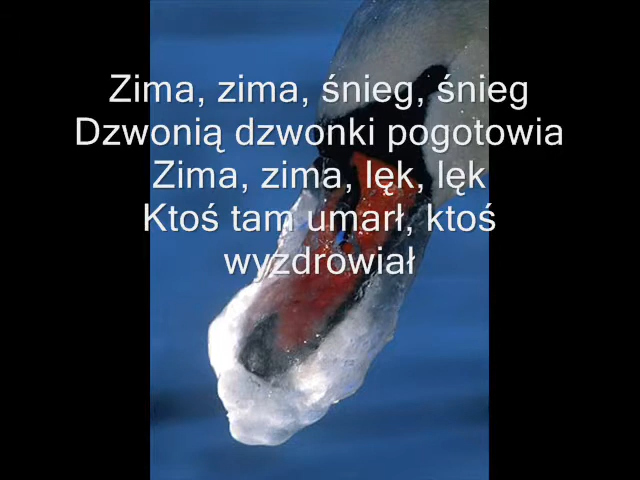 Zima, zima, śnieg, śnieg
Dzwonią dzwonki pogotowia
Zima, zima, lęk, lęk
Ktoś tam umarł, ktoś
wyzdrowiał